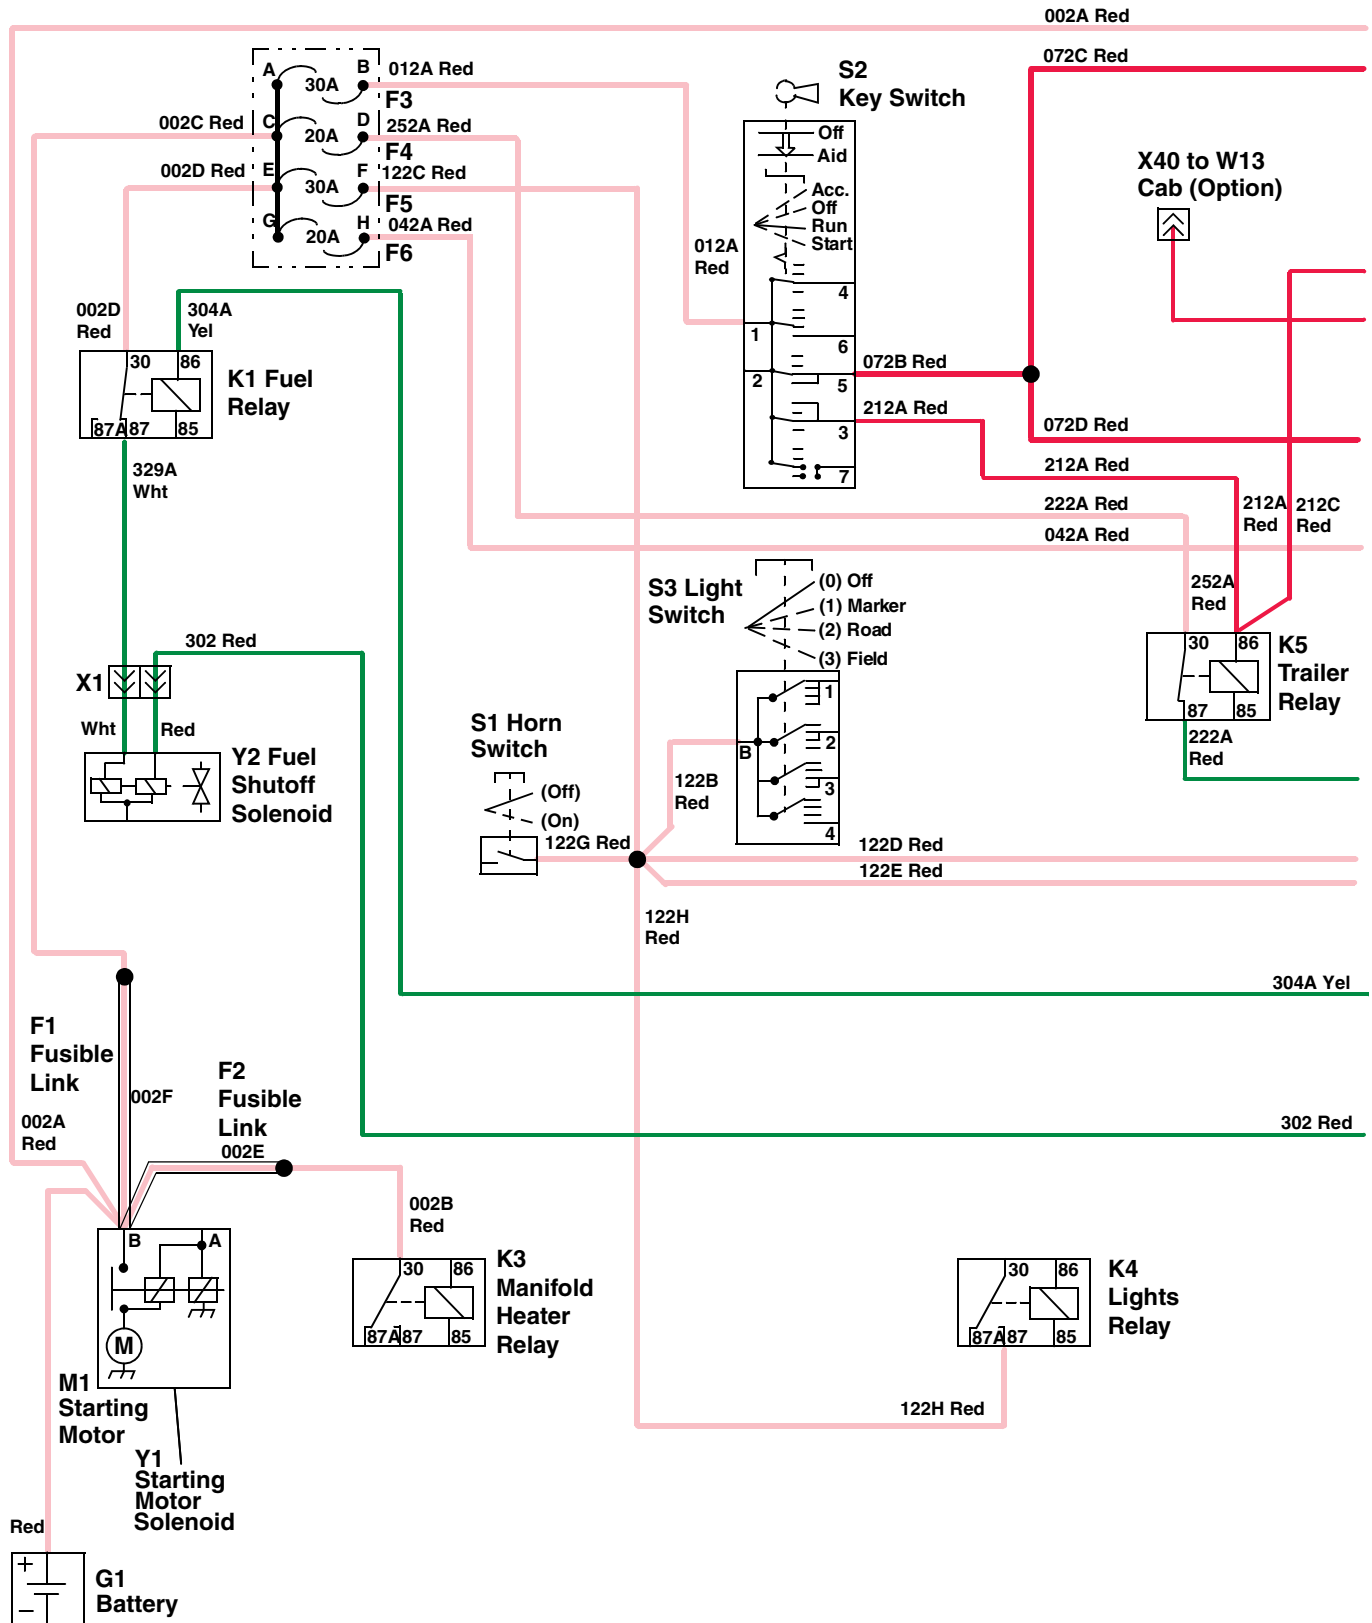 002A Red
072C Red
A
B
012A Red
30A
F3
S2
Key Switch
002C Red
C
D
252A Red
20A
F4
Off
Aid
002D Red
E
F
122C Red
30A
F5
Acc.
Off
Run
Start
G
H
042A Red
20A
F6
X40 to W13
Cab (Option)
012A
Red
4
1
6
2
5
3
7
072B Red
212A Red
072D Red
212A Red
222A Red
042A Red
212A
Red
212C
Red
002D
Red
304A
Yel
30
86
87A
87
85
K1 Fuel
Relay
329A
Wht
S3 Light
Switch
(0) Off
(1) Marker
(2) Road
(3) Field
252A
Red
30
86
87
85
K5
Trailer
Relay
222A
Red
302 Red
X1
Wht
Red
Y2 Fuel
Shutoff
Solenoid
S1 Horn
Switch
(Off)
(On)
122G Red
122B
Red
B
1
2
3
4
122D Red
122E Red
122H
Red
304A Yel
F1
Fusible
Link
002F
002A
Red
F2
Fusible
Link
002E
302 Red
002B
Red
B
A
M
M1
Starting
Motor
Y1
Starting
Motor
Solenoid
30
86
87A
87
85
K3
Manifold
Heater
Relay
30
86
87A
87
85
K4
Lights
Relay
122H Red
Red
+
−
G1
Battery